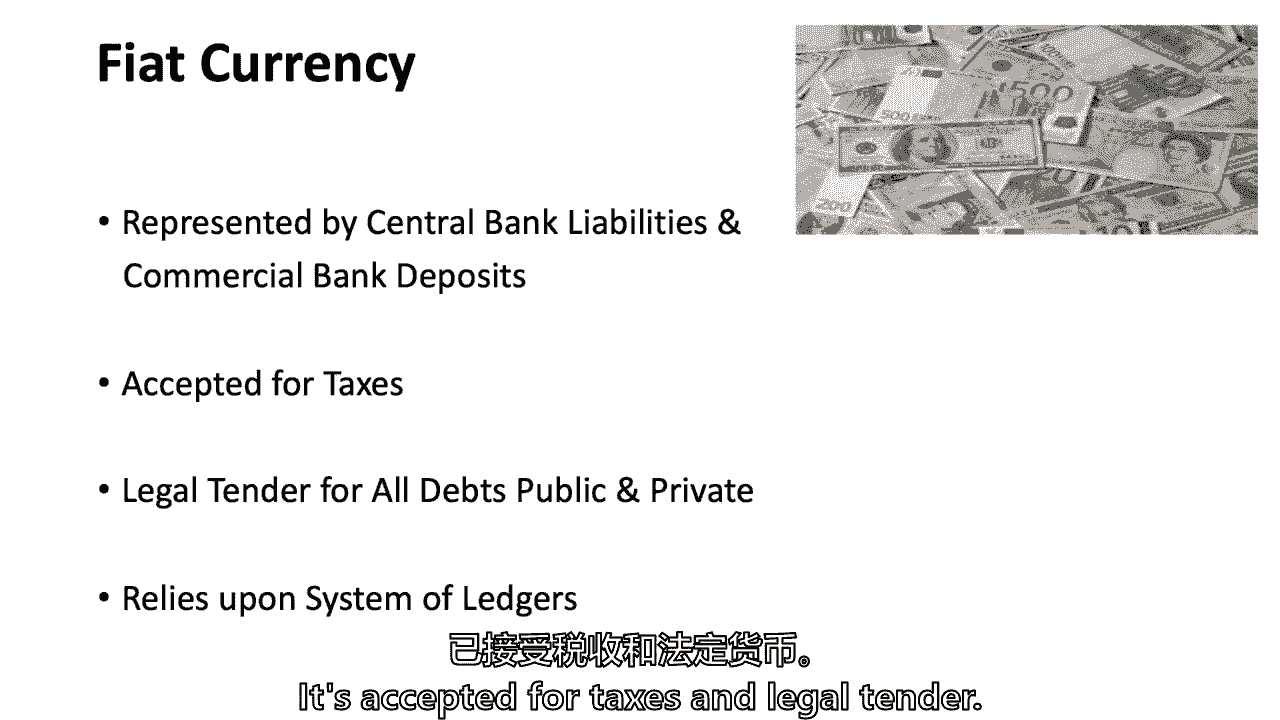 Fiat Currency
• Represented by Central Bank Liabilities &
Commercial Bank Deposits
• Accepted for Taxes
• Legal Tender for All Debts Public & Private
• Relies upon System of Ledgers
已接受税收和法定货币。
It's accepted for taxes and legal tender.
500
500